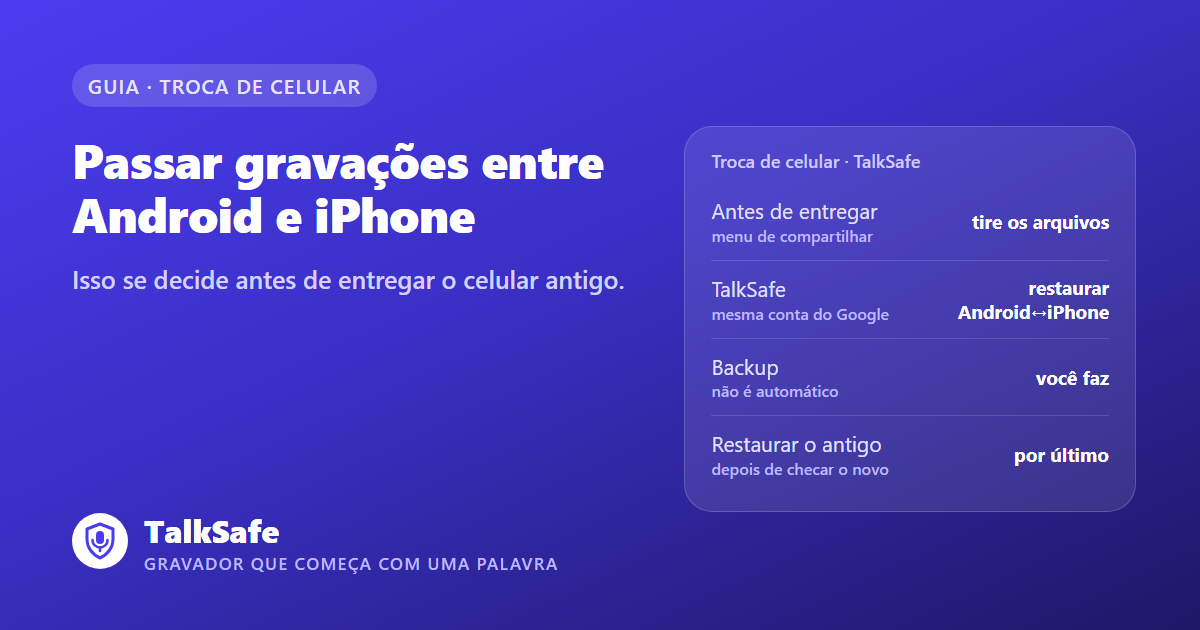 GUIA · TROCA DE CELULAR
Passar gravações entre
Android e iPhone
Isso se decide antes de entregar o celular antigo.
Troca de celular · TalkSafe
Antes de entregar
menu de compartilhar
tire os arquivos
TalkSafe
mesma conta do Google
restaurar
Android↔iPhone
Backup
não é automático
você faz
Restaurar o antigo
depois de checar o novo
por último
TalkSafe
GRAVADOR QUE COMEÇA COM UMA PALAVRA